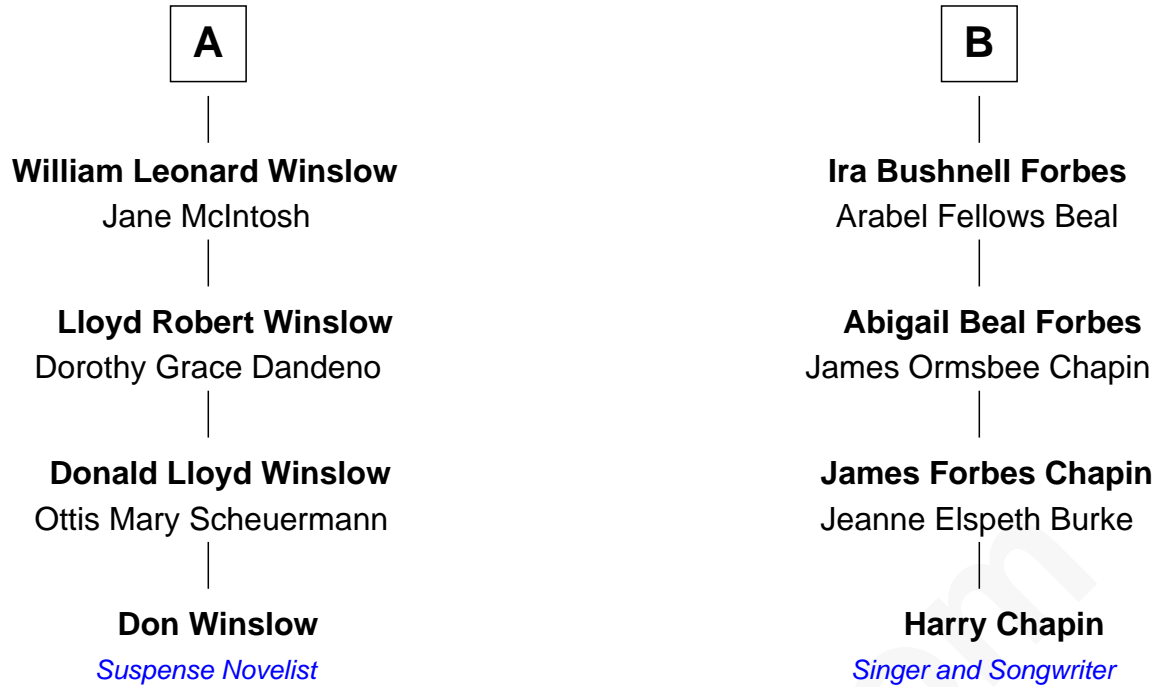 A
William Leonard Winslow
Jane McIntosh
Lloyd Robert Winslow
Dorothy Grace Dandeno
Donald Lloyd Winslow
Ottis Mary Scheuermann
Don Winslow
Suspense Novelist
B
Ira Bushnell Forbes
Arabel Fellows Beal
Abigail Beal Forbes
James Ormsbee Chapin
James Forbes Chapin
Jeanne Elspeth Burke
Harry Chapin
Singer and Songwriter